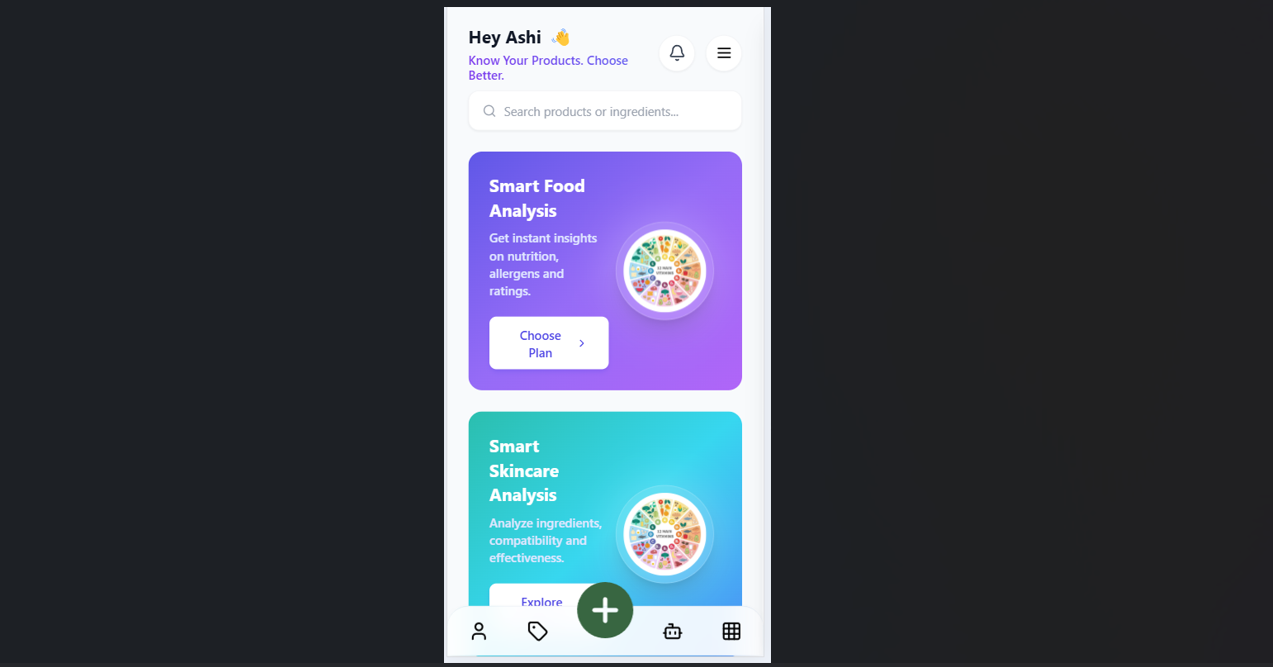 Hey Ashi 👋
Know Your Products. Choose
Better.
Search products or ingredients...
Smart Food
Analysis
Get instant insights
on nutrition,
allergens and
ratings.
Choose
Plan
Smart
Skincare
Analysis
Analyze ingredients,
compatibility and
effectiveness.
Explore